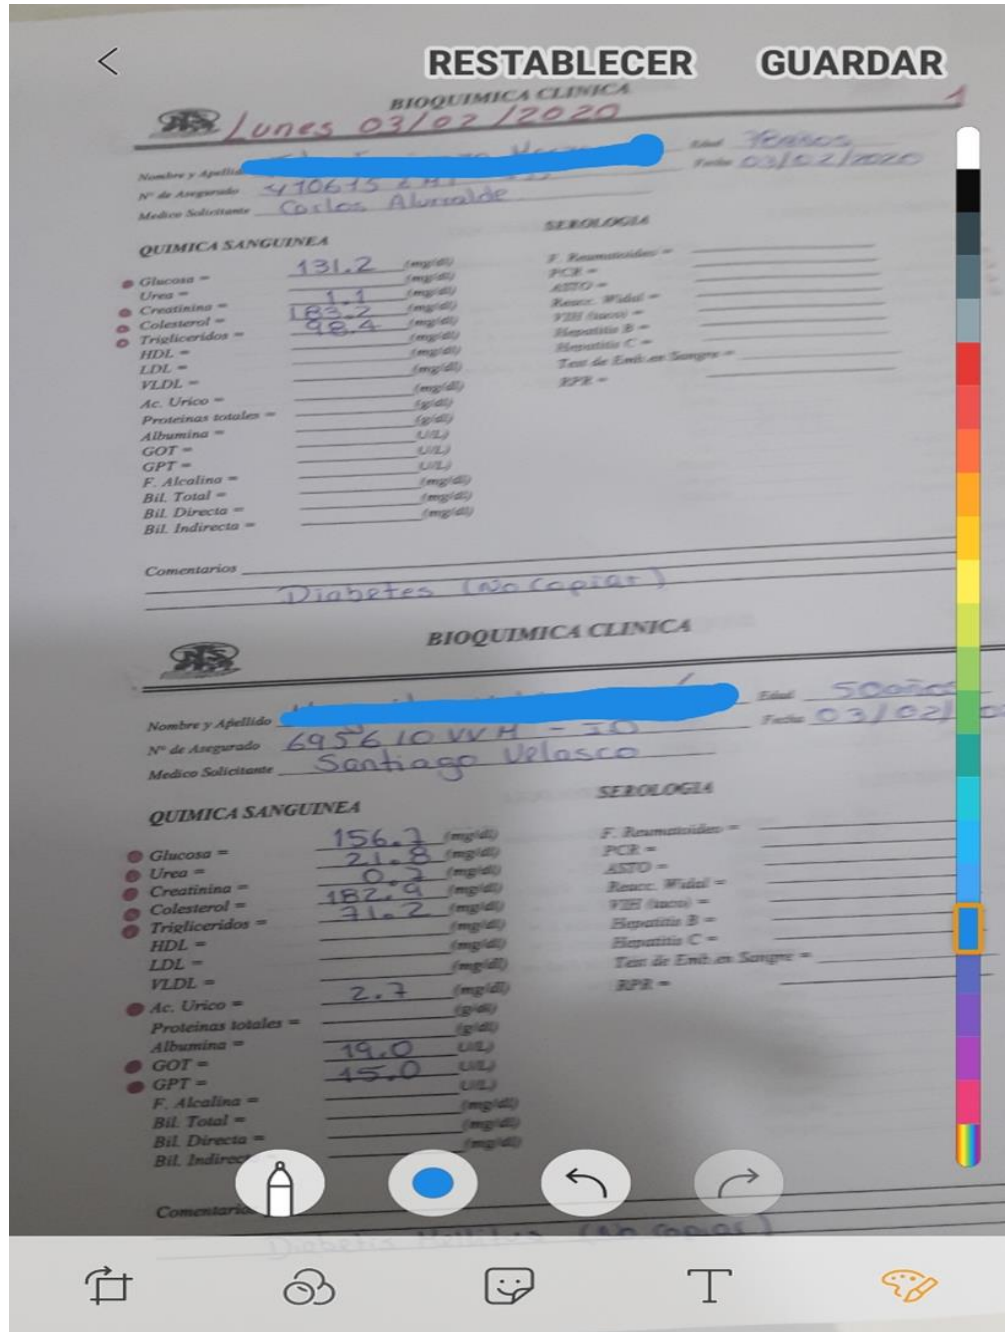 RESTABLECER GUARDAR
BIOQUIMICA CLINICA 1
Lunes 03/02/2020
Nombre y Apellido Edad 78años
Nº de Asegurado Fecha 03/02/2020
Medico Solicitante Carlos Alurralde
QUIMICA SANGUINEA SEROLOGIA
Glucosa = 131.2 (mg/dl) F. Reumatoideo =
Urea = (mg/dl) PCR =
Creatinina = 1.1 (mg/dl) ASTO =
Colesterol = 183.2 (mg/dl) Reacc. Widal =
Trigliceridos = 98.4 (mg/dl) VIH (suero) =
HDL = (mg/dl) Hepatitis B =
LDL = (mg/dl) Hepatitis C =
VLDL = (mg/dl) Test de Emb. en Sangre =
Ac. Urico = (mg/dl) RPR =
Proteinas totales = (g/dl)
Albumina = (g/dl)
GOT = (U/L)
GPT = (U/L)
F. Alcalina = (U/L)
Bil. Total = (mg/dl)
Bil. Directa = (mg/dl)
Bil. Indirecta = (mg/dl)
Comentarios
Diabetes (No Copiar)
BIOQUIMICA CLINICA
Nombre y Apellido Edad 50años
Nº de Asegurado 695610 VVM - Fecha 03/02/
Medico Solicitante Santiago Velasco
QUIMICA SANGUINEA SEROLOGIA
Glucosa = 156.7 (mg/dl) F. Reumatoideo =
Urea = 21.8 (mg/dl) PCR =
Creatinina = 0.7 (mg/dl) ASTO =
Colesterol = 182.9 (mg/dl) Reacc. Widal =
Trigliceridos = 71.2 (mg/dl) VIH (suero) =
HDL = (mg/dl) Hepatitis B =
LDL = (mg/dl) Hepatitis C =
VLDL = (mg/dl) Test de Emb. en Sangre =
Ac. Urico = 2.7 (mg/dl) RPR =
Proteinas totales = (g/dl)
Albumina = (g/dl)
GOT = 19.0 (U/L)
GPT = 15.0 (U/L)
F. Alcalina = (U/L)
Bil. Total = (mg/dl)
Bil. Directa = (mg/dl)
Bil. (mg/dl)
(No Copiar)
T